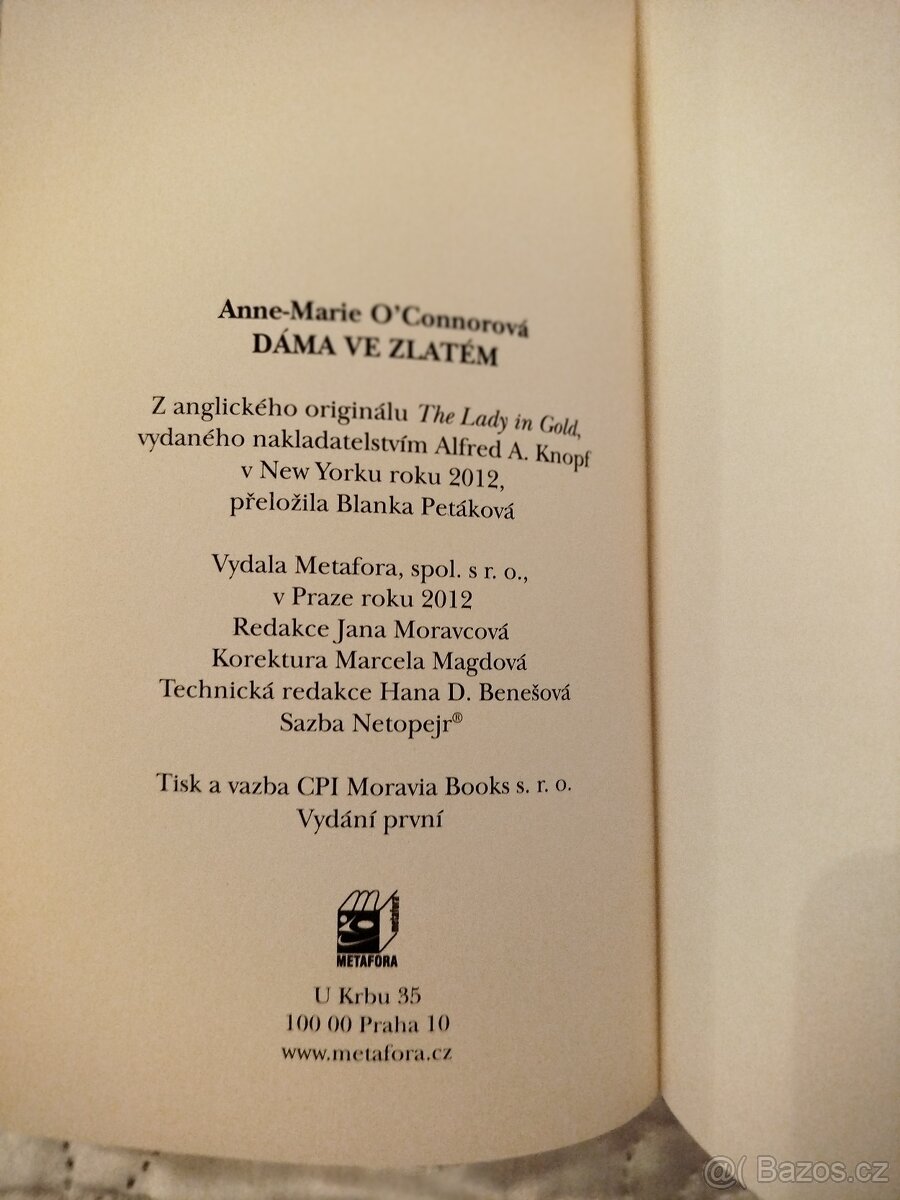 Anne-Marie O'Connorová
DÁMA VE ZLATÉM
Z anglického originálu The Lady in Gold,
vydaného nakladatelstvím Alfred A. Knopf
v New Yorku roku 2012,
přeložila Blanka Petáková
Vydala Metafora, spol. s r. o.,
v Praze roku 2012
Redakce Jana Moravcová
Korektura Marcela Magdová
Technická redakce Hana D. Benešová
Sazba Netopejr®
Tisk a vazba CPI Moravia Books s. r. o.
Vydání první
metafora
METAFORA
U Krbu 35
100 00 Praha 10
www.metafora.cz
@( Bazos.cz